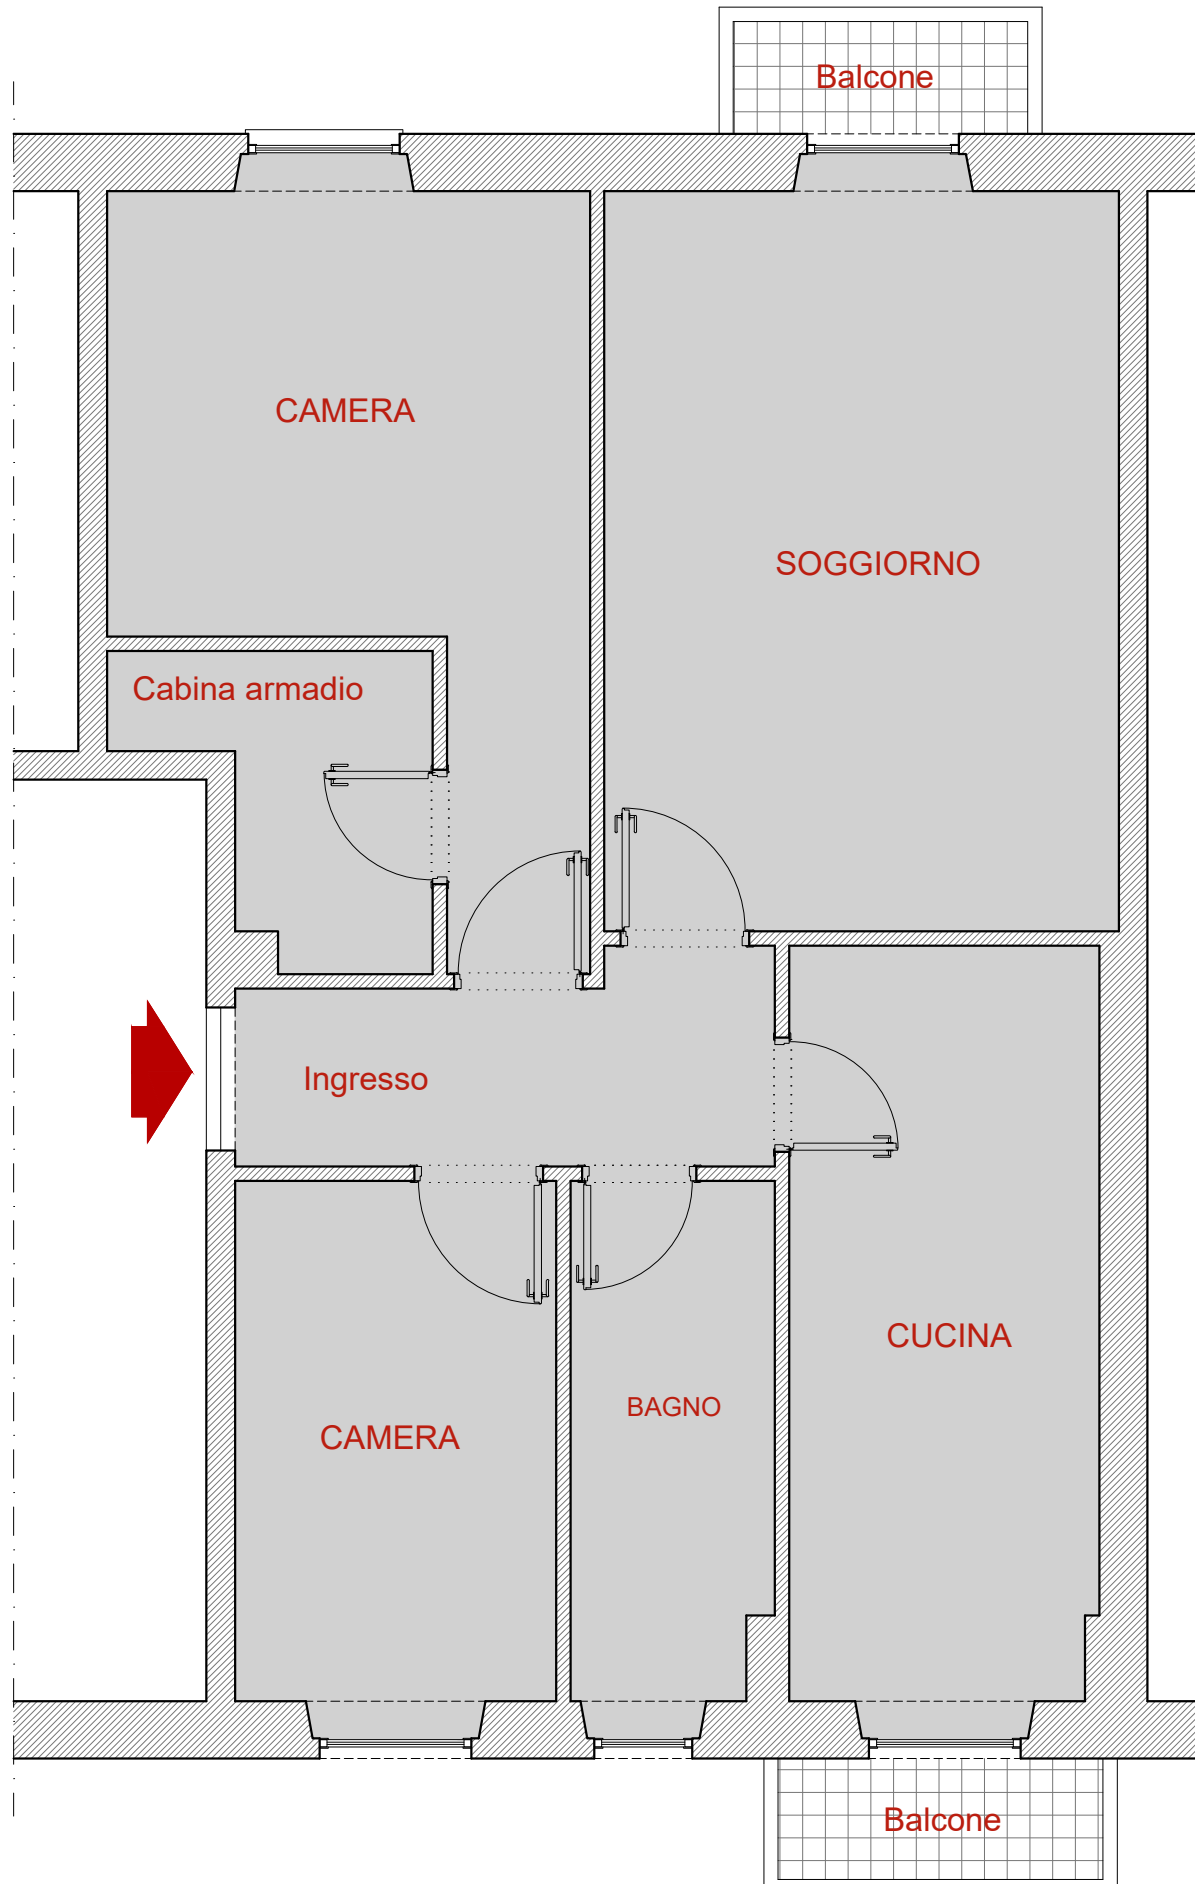 Balcone
CAMERA
SOGGIORNO
Cabina armadio
Ingresso
CUCINA
BAGNO
CAMERA
Balcone